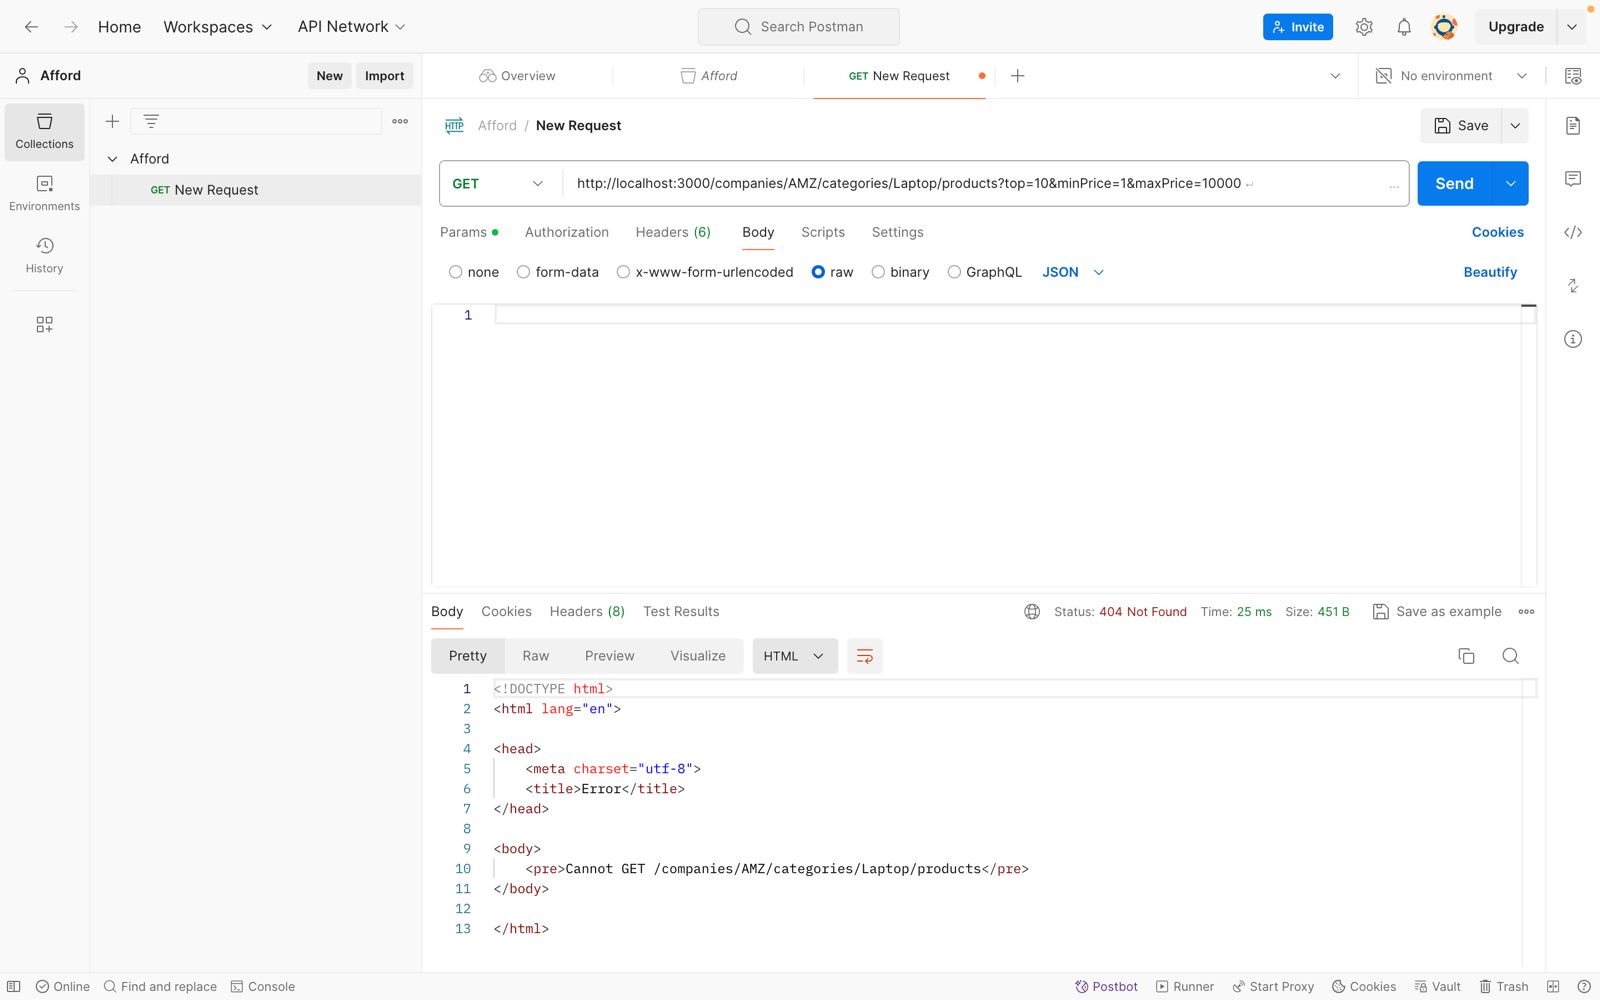 Home Workspaces API Network Search Postman Invite Upgrade
Afford New Import Overview Afford GET New Request No environment
Collections
Environments
History
Afford
GET New Request
HTTP Afford / New Request Save
GET http://localhost:3000/companies/AMZ/categories/Laptop/products?top=10&minPrice=1&maxPrice=10000 ↵ ... Send
Params Authorization Headers (6) Body Scripts Settings Cookies
none form-data x-www-form-urlencoded raw binary GraphQL JSON Beautify
1
Body Cookies Headers (8) Test Results Status: 404 Not Found Time: 25 ms Size: 451 B Save as example
Pretty Raw Preview Visualize HTML
1 <!DOCTYPE html>
2 <html lang="en">
3
4 <head>
5 <meta charset="utf-8">
6 <title>Error</title>
7 </head>
8
9 <body>
10 <pre>Cannot GET /companies/AMZ/categories/Laptop/products</pre>
11 </body>
12
13 </html>
Online Find and replace Console Postbot Runner Start Proxy Cookies Vault Trash